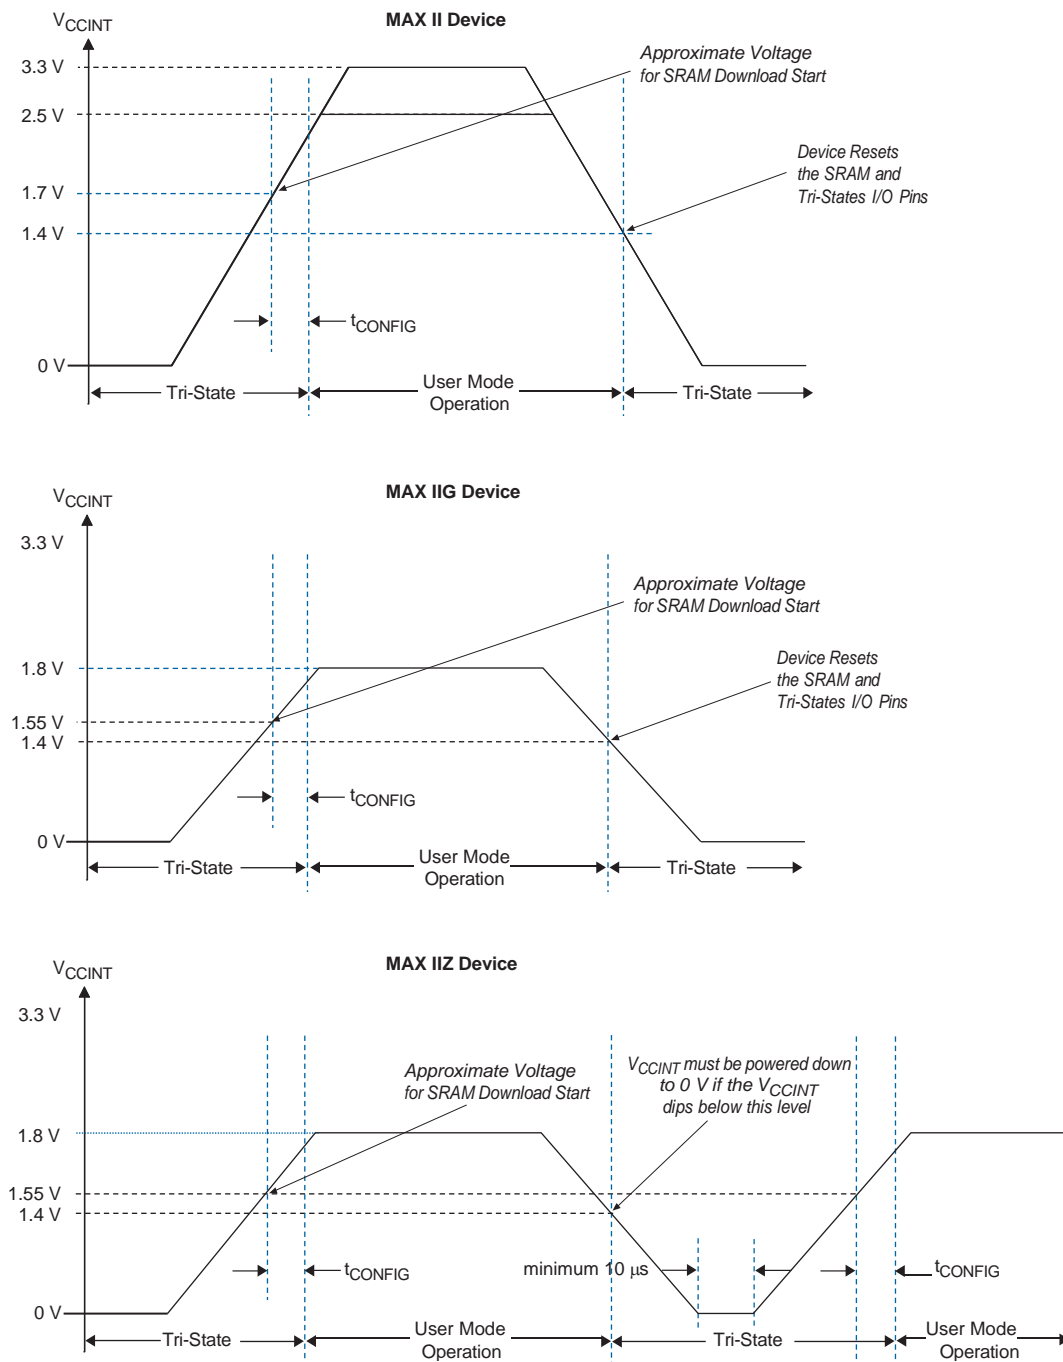 MAX II Device
VCCINT
Approximate Voltage
for SRAM Download Start
3.3 V
2.5 V
Device Resets
the SRAM and
Tri-States I/O Pins
1.7 V
1.4 V
tCONFIG
0 V
Tri-State
User Mode
Operation
Tri-State
MAX IIG Device
VCCINT
3.3 V
Approximate Voltage
for SRAM Download Start
Device Resets
the SRAM and
Tri-States I/O Pins
1.8 V
1.55 V
1.4 V
tCONFIG
0 V
Tri-State
User Mode
Operation
Tri-State
MAX IIZ Device
VCCINT
3.3 V
Approximate Voltage
for SRAM Download Start
VCCINT must be powered down
to 0 V if the VCCINT
dips below this level
1.8 V
1.55 V
1.4 V
tCONFIG
minimum 10 µs
tCONFIG
0 V
Tri-State
User Mode
Operation
Tri-State
User Mode
Operation